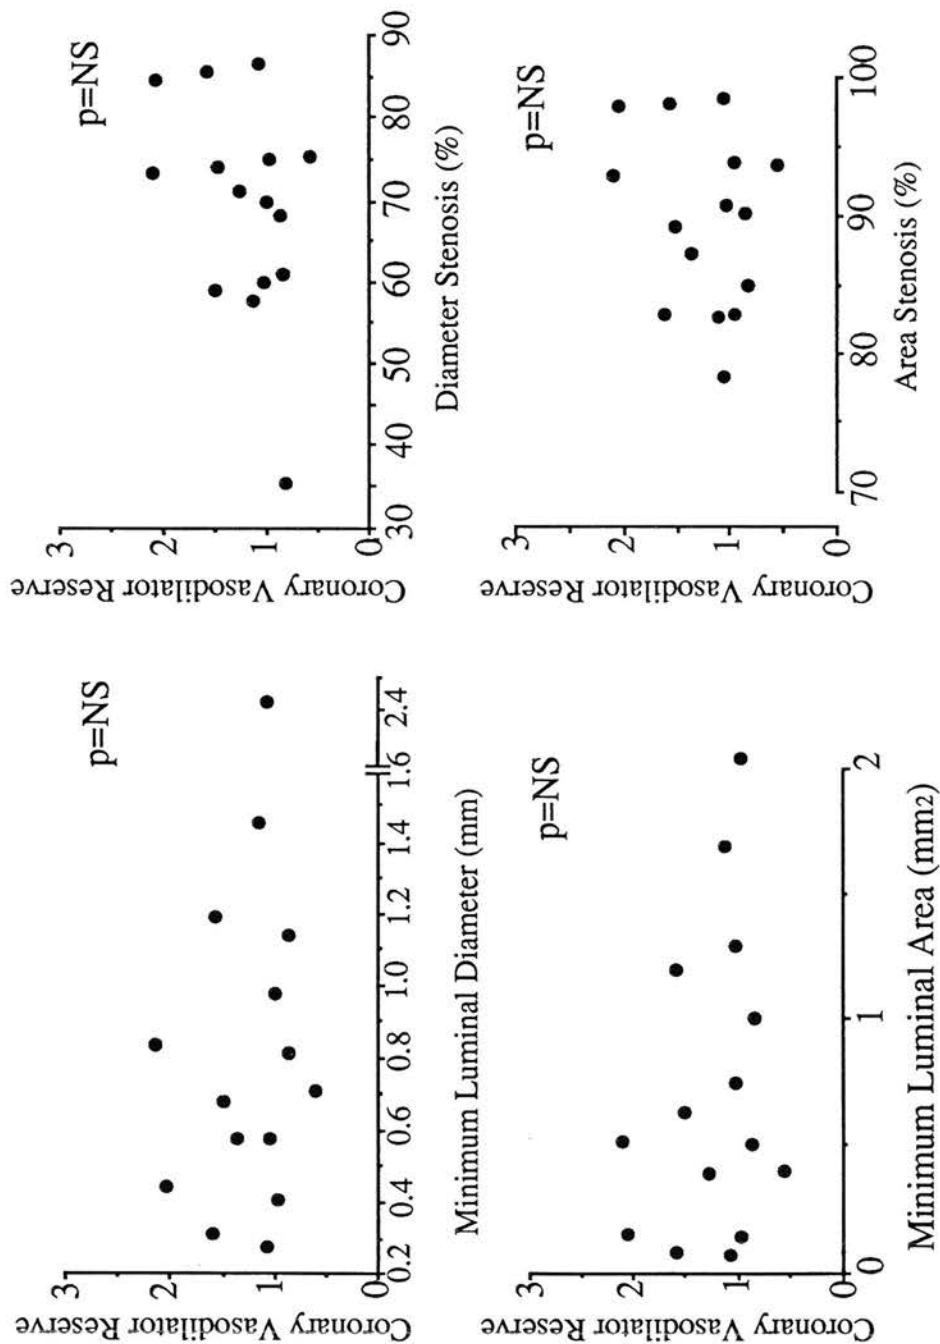 p=NS
Coronary Vasodilator Reserve
3
2
1
0
0.2 0.4 0.6 0.8 1.0 1.2 1.4 1.6 2.4
Minimum Luminal Diameter (mm)
p=NS
Coronary Vasodilator Reserve
3
2
1
0
30 40 50 60 70 80 90
Diameter Stenosis (%)
p=NS
Coronary Vasodilator Reserve
3
2
1
0
0 1 2
Minimum Luminal Area (mm2)
p=NS
Coronary Vasodilator Reserve
3
2
1
0
70 80 90 100
Area Stenosis (%)